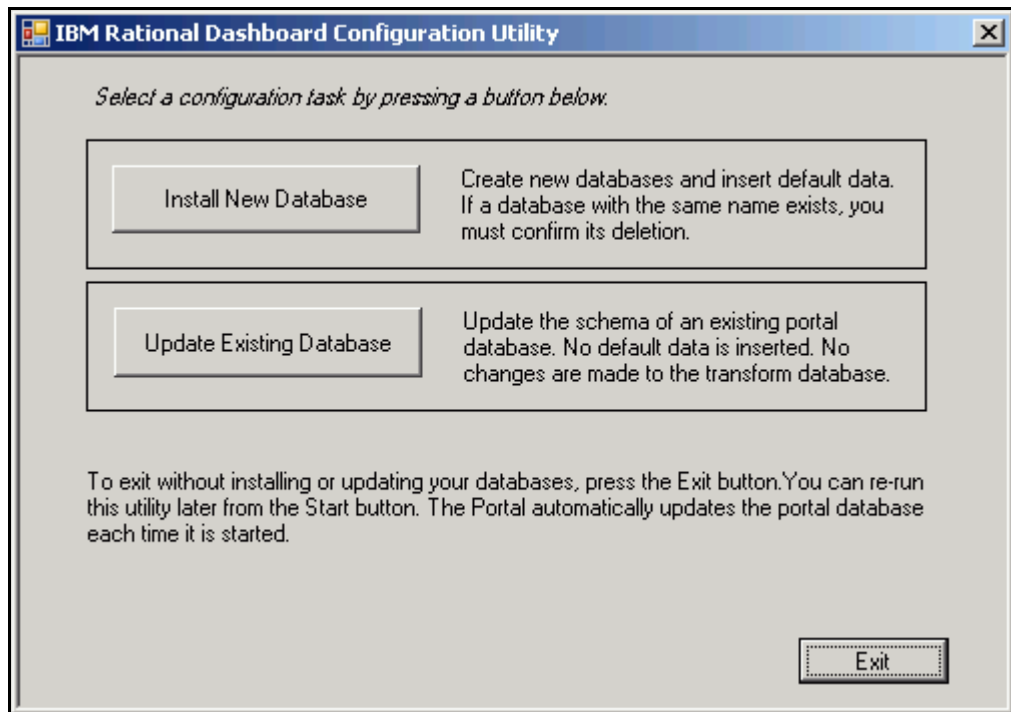 IBM Rational Dashboard Configuration Utility
Select a configuration task by pressing a button below.
Install New Database
Create new databases and insert default data.
If a database with the same name exists, you
must confirm its deletion.
Update Existing Database
Update the schema of an existing portal
database. No default data is inserted. No
changes are made to the transform database.
To exit without installing or updating your databases, press the Exit button.You can re-run
this utility later from the Start button. The Portal automatically updates the portal database
each time it is started.
Exit